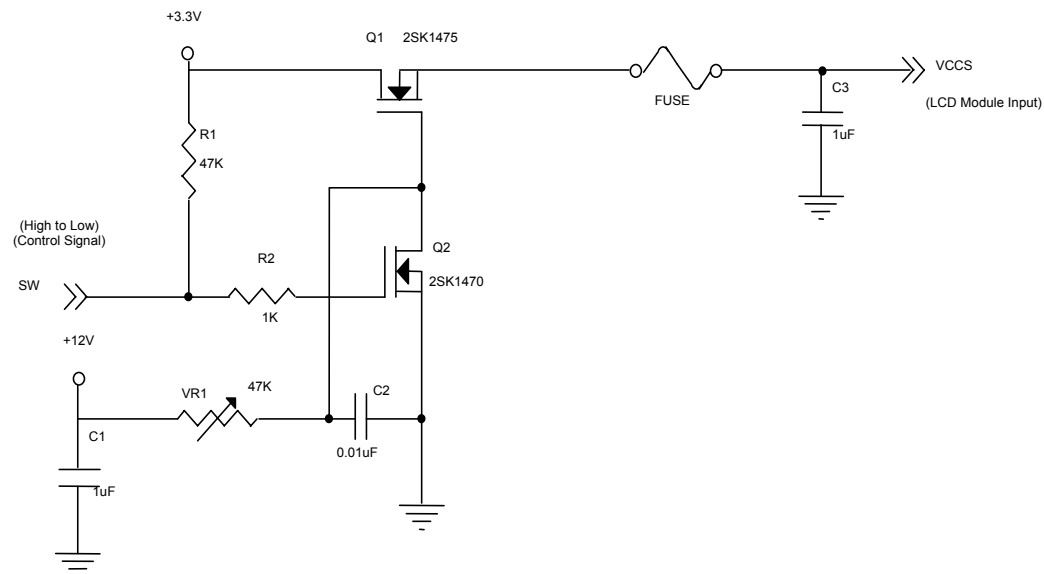 +3.3V
Q1 2SK1475
VCCS
FUSE
C3
(LCD Module Input)
R1
1uF
47K
(High to Low)
(Control Signal)
R2
Q2
SW
2SK1470
1K
+12V
VR1
47K
C2
C1
0.01uF
1uF